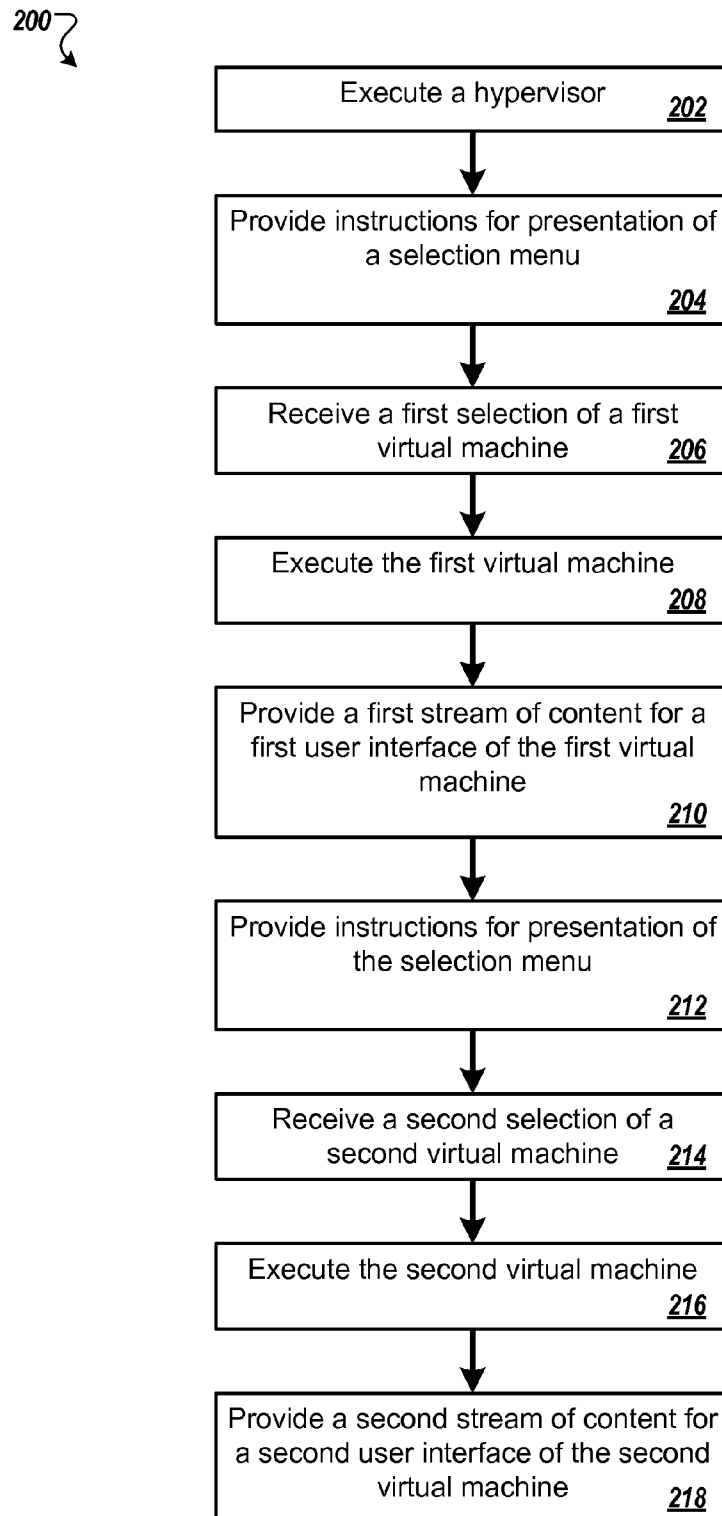 200
Execute a hypervisor
202
Provide instructions for presentation of
a selection menu
204
Receive a first selection of a first
virtual machine
206
Execute the first virtual machine
208
Provide a first stream of content for a
first user interface of the first virtual
machine
210
Provide instructions for presentation of
the selection menu
212
Receive a second selection of a
second virtual machine
214
Execute the second virtual machine
216
Provide a second stream of content for
a second user interface of the second
virtual machine
218